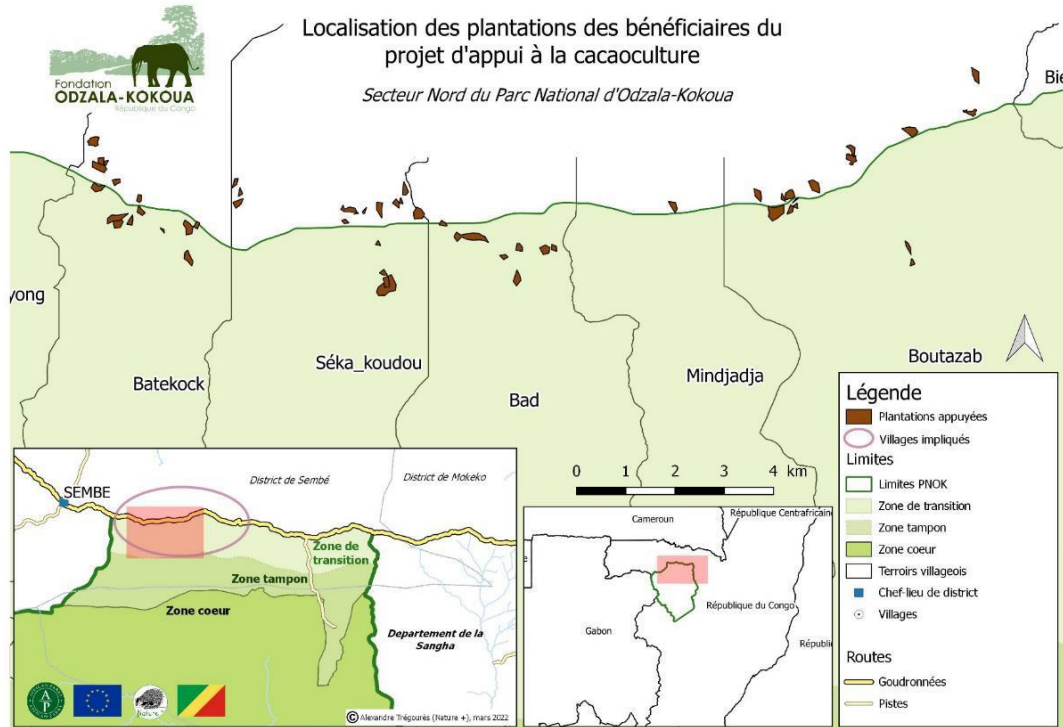 Localisation des plantations des bénéficiaires du
projet d'appui à la cacaoculture
Secteur Nord du Parc National d'Odzala-Kokoua
Fondation
ODZALA-KOKOUA
République du Congo
Bie
yong
Batekock
Séka_koudou
Bad
Mindjadja
Boutazab
0 1 2 3 4 km
Légende
Plantations appuyées
Villages impliqués
Limites
Limites PNOK
Zone de transition
Zone tampon
Zone coeur
Terroirs villageois
Chef-lieu de district
Villages
Routes
Goudronnées
Pistes
SEMBE
District de Sembé
District de Mokeko
Zone de
transition
Zone tampon
Zone coeur
Departement de la
Sangha
© Alexandre Trégourès (Nature +), mars 2022
Cameroun
République Centrafricaine
République du Congo
Gabon
Républi